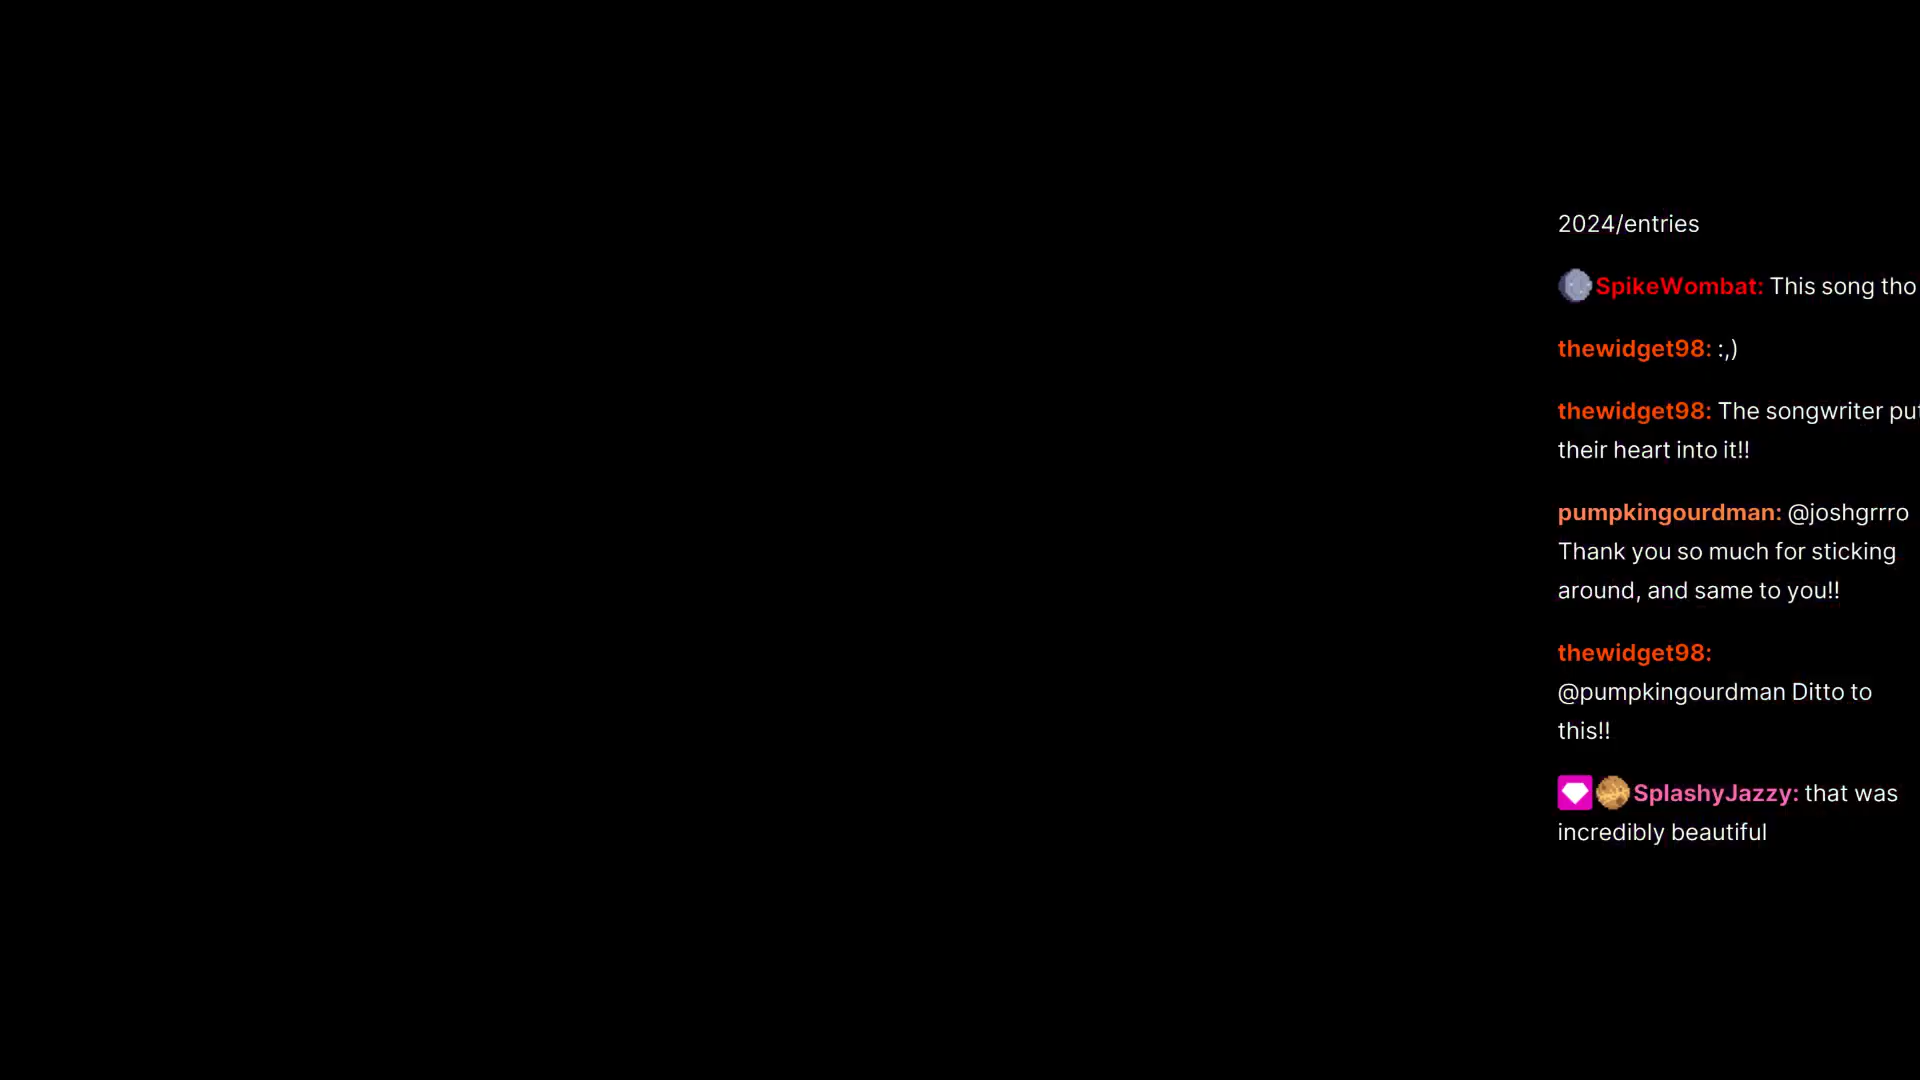 2024/entries
SpikeWombat: This song tho
thewidget98: :,)
thewidget98: The songwriter put
their heart into it!!
pumpkingourdman: @joshgrrro
Thank you so much for sticking
around, and same to you!!
thewidget98:
@pumpkingourdman Ditto to
this!!
SplashyJazzy: that was
incredibly beautiful